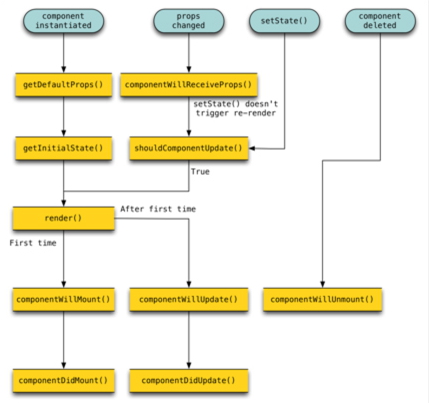 component
instantiated
props
changed
setState()
component
deleted
getDefaultProps()
componentWillReceiveProps()
setState() doesn't
trigger re-render
getInitialState()
shouldComponentUpdate()
True
render()
After first time
First time
componentWillMount()
componentWillUpdate()
componentWillUnmount()
componentDidMount()
componentDidUpdate()